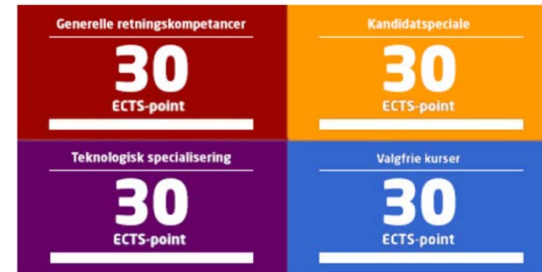 Generelle retningskompetancer
30
ECTS-point
Kandidatspeciale
30
ECTS-point
Teknologisk specialisering
30
ECTS-point
Valgfrie kurser
30
ECTS-point